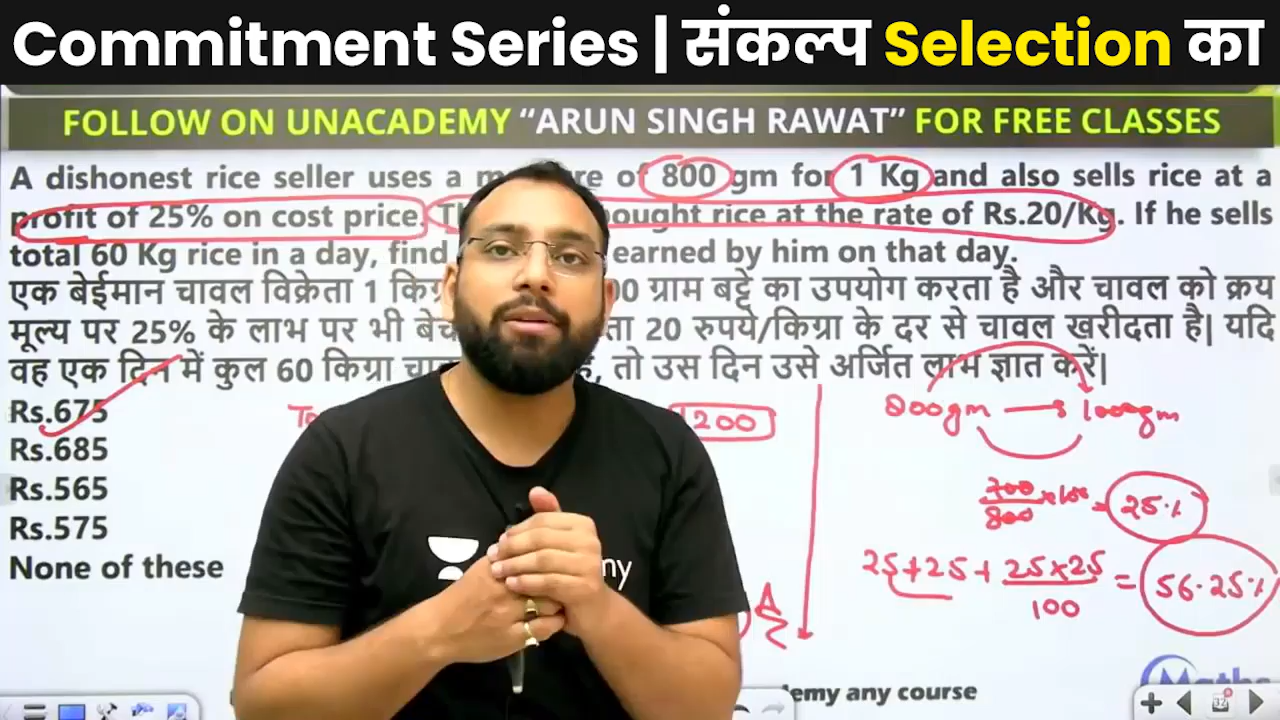 Commitment Series | संकल्प Selection का
FOLLOW ON UNACADEMY “ARUN SINGH RAWAT” FOR FREE CLASSES
A dishonest rice seller uses a of 800 gm for 1 Kg and also sells rice at a
profit of 25% on cost price. bought rice at the rate of Rs.20/Kg. If he sells
total 60 Kg rice in a day, find earned by him on that day.
एक बेईमान चावल विक्रेता 1 ग्राम बट्टे का उपयोग करता है और चावल को क्रय
मूल्य पर 25% के लाभ पर भी 20 रुपये/किग्रा के दर से चावल खरीदता है| यदि
वह एक दिन में कुल 60 किग्रा तो उस दिन उसे अर्जित लाभ ज्ञात करें|
Rs.675
1200
800gm 1000gm
Rs.685
Rs.565
25%
Rs.575
None of these
25+25+ 25×25 = 56.25%
100
any course